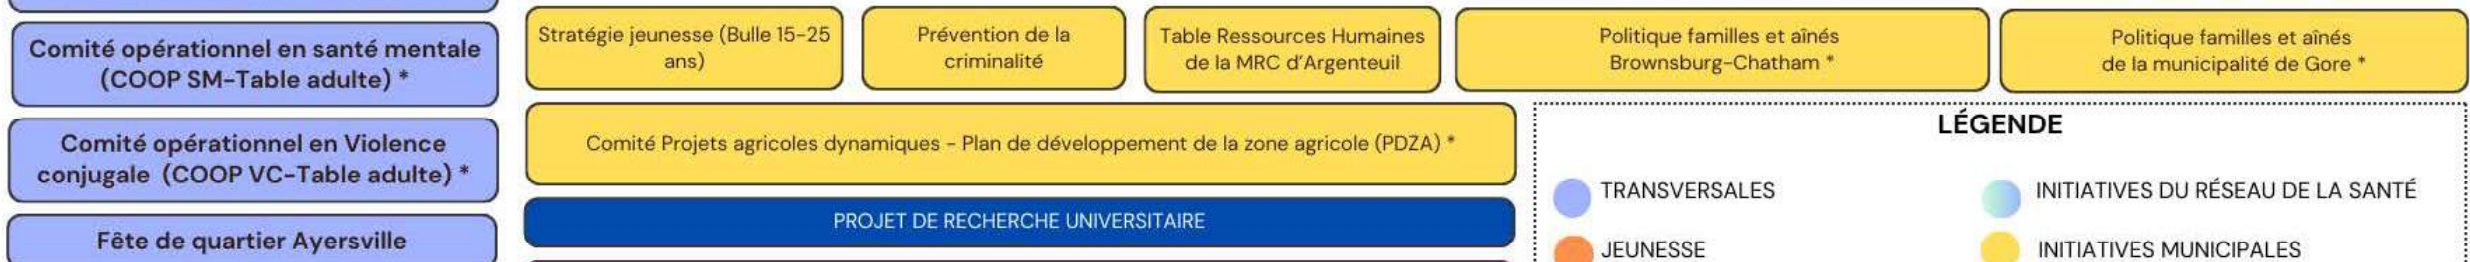 Comité opérationnel en santé mentale
(COOP SM-Table adulte) *
Comité opérationnel en Violence
conjugale (COOP VC-Table adulte) *
Fête de quartier Ayersville
Stratégie jeunesse (Bulle 15-25
ans)
Prévention de la
criminalité
Table Ressources Humaines
de la MRC d'Argenteuil
Politique familles et aînés
Brownsburg-Chatham *
Politique familles et aînés
de la municipalité de Gore *
Comité Projets agricoles dynamiques - Plan de développement de la zone agricole (PDZA) *
PROJET DE RECHERCHE UNIVERSITAIRE
LÉGENDE
TRANSVERSALES
INITIATIVES DU RÉSEAU DE LA SANTÉ
JEUNESSE
INITIATIVES MUNICIPALES